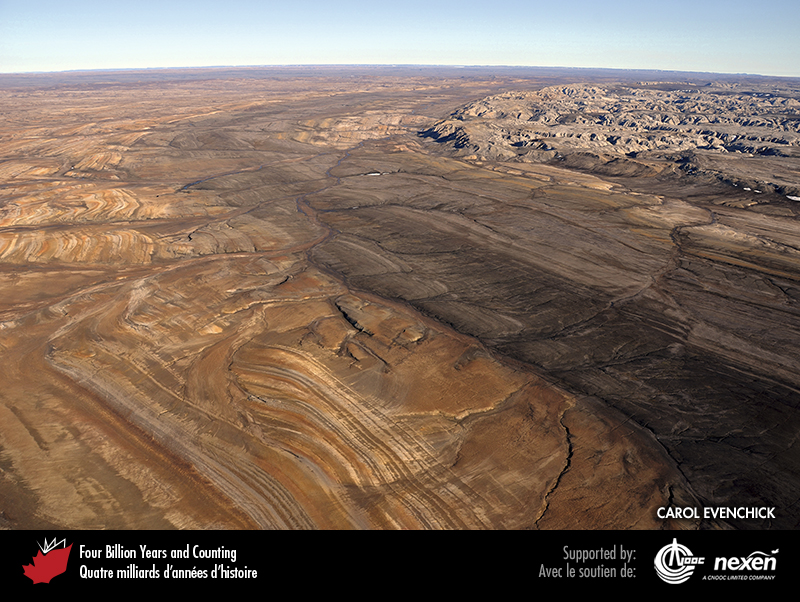 CAROL EVENCHICK
Four Billion Years and Counting
Quatre milliards d'années d'histoire
Supported by:
Avec le soutien de:
CNOOC
nexen
A CNOOC LIMITED COMPANY